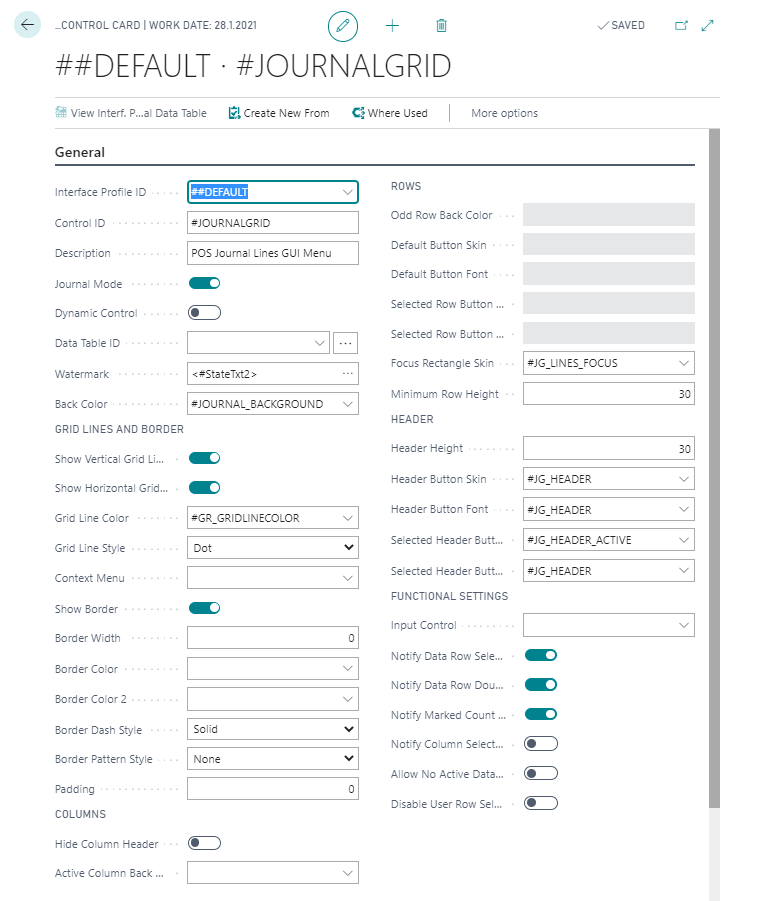 ...CONTROL CARD | WORK DATE: 28.1.2021
SAVED
##DEFAULT · #JOURNALGRID
View Interf. P...al Data Table
Create New From
Where Used
More options
General
Interface Profile ID
##DEFAULT
Control ID
#JOURNALGRID
Description
POS Journal Lines GUI Menu
Journal Mode
Dynamic Control
Data Table ID
...
Watermark
<#StateTxt2>
...
Back Color
#JOURNAL_BACKGROUND
GRID LINES AND BORDER
Show Vertical Grid Li...
Show Horizontal Grid...
Grid Line Color
#GR_GRIDLINECOLOR
Grid Line Style
Dot
Context Menu
Show Border
Border Width
0
Border Color
Border Color 2
Border Dash Style
Solid
Border Pattern Style
None
Padding
0
COLUMNS
Hide Column Header
Active Column Back ...
ROWS
Odd Row Back Color
Default Button Skin
Default Button Font
Selected Row Button ...
Selected Row Button ...
Focus Rectangle Skin
#JG_LINES_FOCUS
Minimum Row Height
30
HEADER
Header Height
30
Header Button Skin
#JG_HEADER
Header Button Font
#JG_HEADER
Selected Header Butt...
#JG_HEADER_ACTIVE
Selected Header Butt...
#JG_HEADER
FUNCTIONAL SETTINGS
Input Control
Notify Data Row Sele...
Notify Data Row Dou...
Notify Marked Count ...
Notify Column Select...
Allow No Active Data...
Disable User Row Sel...